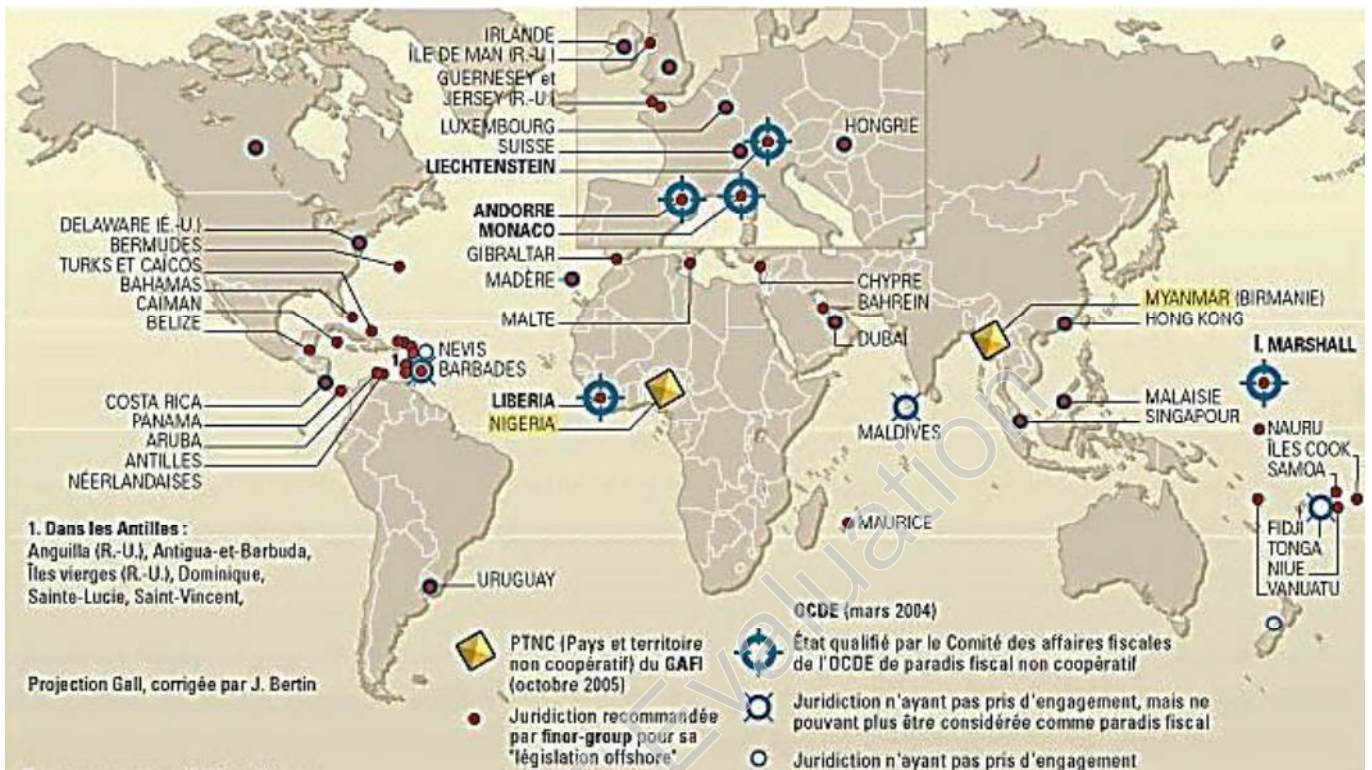 IRLANDE
ÎLE DE MAN (R.-U.)
GUERNESEY et
JERSEY (R.-U.)
LUXEMBOURG
SUISSE
LIECHTENSTEIN
HONGRIE
ANDORRE
MONACO
GIBRALTAR
MADÈRE
MALTE
CHYPRE
BAHREIN
DUBAÏ
DELAWARE (É.-U.)
BERMUDES
TURKS ET CAÏCOS
BAHAMAS
CAÏMAN
BELIZE
1
NEVIS
BARBADES
COSTA RICA
PANAMA
ARUBA
ANTILLES
NÉERLANDAISES
LIBERIA
NIGERIA
MYANMAR (BIRMANIE)
HONG KONG
Î. MARSHALL
MALDIVES
MALAISIE
SINGAPOUR
NAURU
ÎLES COOK
SAMOA
MAURICE
FIDJI
TONGA
NIUE
VANUATU
URUGUAY
1. Dans les Antilles :
Anguilla (R.-U.), Antigua-et-Barbuda,
Îles vierges (R.-U.), Dominique,
Sainte-Lucie, Saint-Vincent,
Projection Gall, corrigée par J. Bertin
PTNC (Pays et territoire
non coopératif) du GAFI
(octobre 2005)
Juridiction recommandée
par finor-group pour sa
"législation offshore"
OCDE (mars 2004)
État qualifié par le Comité des affaires fiscales
de l'OCDE de paradis fiscal non coopératif
Juridiction n'ayant pas pris d'engagement, mais ne
pouvant plus être considérée comme paradis fiscal
Juridiction n'ayant pas pris d'engagement
Evaluation